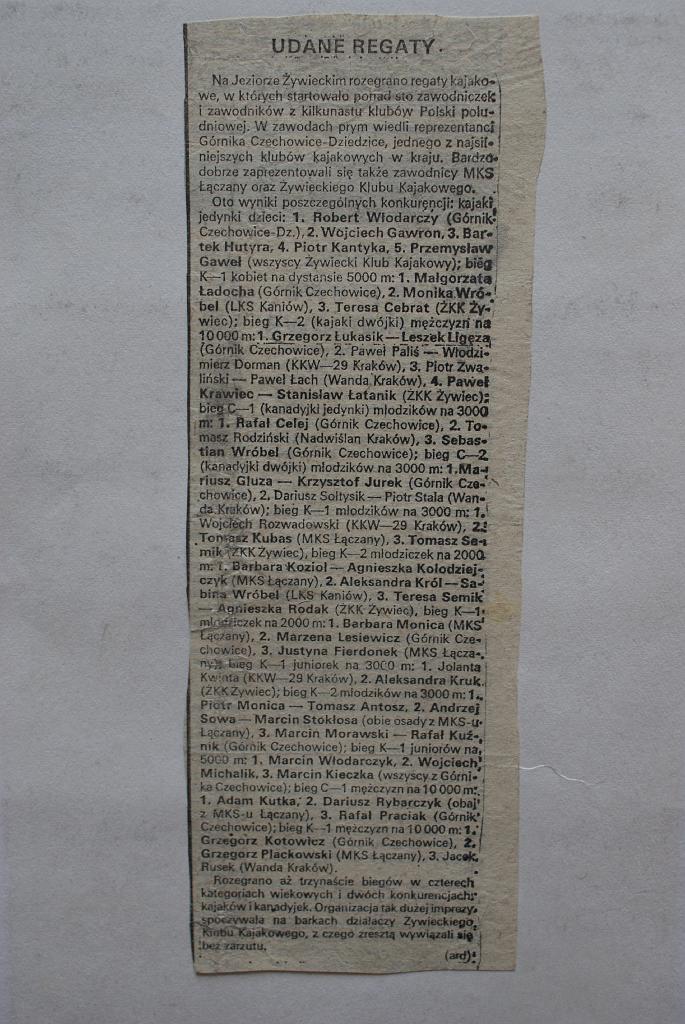 UDANE REGATY
Na Jeziorze Żywieckim rozegrano regaty kajako-
we, w których startowało ponad sto zawodniczek
i zawodników z kilkunastu klubów Polski połu-
dniowej. W zawodach prym wiedli reprezentanci
Górnika Czechowice-Dziedzice, jednego z najsil-
niejszych klubów kajakowych w kraju. Bardzo
dobrze zaprezentowali się także zawodnicy MKS
Łączany oraz Żywieckiego Klubu Kajakowego.
Oto wyniki poszczególnych konkurencji: kajaki
jedynki dzieci: 1. Robert Włodarczy (Górnik
Czechowice-Dz.), 2. Wojciech Gawron, 3. Bar-
tek Hutyra, 4. Piotr Kantyka, 5. Przemysław
Gaweł (wszyscy Żywiecki Klub Kajakowy); bieg
K—1 kobiet na dystansie 5000 m: 1. Małgorzata
Ładocha (Górnik Czechowice), 2. Monika Wró-
bel (LKS Kaniów), 3. Teresa Cebrat (ŻKK Ży-
wiec); bieg K—2 (kajaki dwójki) mężczyzn na
10 000 m: 1. Grzegorz Łukasik — Leszek Ligęza
(Górnik Czechowice), 2. Paweł Paliś — Włodzi-
mierz Dorman (KKW—29 Kraków), 3. Piotr Zwa-
liński — Paweł Łach (Wanda Kraków), 4. Paweł
Krawiec — Stanisław Łatanik (ŻKK Żywiec);
bieg C—1 (kanadyjki jedynki) młodzików na 3000
m: 1. Rafał Celej (Górnik Czechowice), 2. To-
masz Rodziński (Nadwiślan Kraków), 3. Sebas-
tian Wróbel (Górnik Czechowice); bieg C—2
(kanadyjki dwójki) młodzików na 3000 m: 1. Ma-
riusz Gluza — Krzysztof Jurek (Górnik Cze-
chowice), 2. Dariusz Sołtysik — Piotr Stala (Wan-
da Kraków); bieg K—1 młodzików na 3000 m: 1.
Wojciech Rozwadowski (KKW—29 Kraków), 2.
Tomasz Kubas (MKS Łączany), 3. Tomasz Se-
mik (ŻKK Żywiec), bieg K—2 młodziczek na 2000
m: 1. Barbara Kozioł — Agnieszka Kołodziej-
czyk (MKS Łączany), 2. Aleksandra Król — Sa-
bina Wróbel (LKS Kaniów), 3. Teresa Semik
— Agnieszka Rodak (ŻKK Żywiec), bieg K—1
młodziczek na 2000 m: 1. Barbara Monica (MKS
Łączany), 2. Marzena Lesiewicz (Górnik Cze-
chowice), 3. Justyna Fierdonek (MKS Łącza-
ny); bieg K—1 juniorek na 3000 m: 1. Jolanta
Kwinta (KKW—29 Kraków), 2. Aleksandra Kruk
(ŻKK Żywiec); bieg K—2 młodzików na 3000 m: 1.
Piotr Monica — Tomasz Antosz, 2. Andrzej
Sowa — Marcin Stokłosa (obie osady z MKS-u
Łączany), 3. Marcin Morawski — Rafał Kuź-
nik (Górnik Czechowice); bieg K—1 juniorów na
5000 m: 1. Marcin Włodarczyk, 2. Wojciech
Michalik, 3. Marcin Kieczka (wszyscy z Górni-
ka Czechowice); bieg C—1 mężczyzn na 10 000 m:
1. Adam Kutka, 2. Dariusz Rybarczyk (obaj
z MKS-u Łączany), 3. Rafał Praciak (Górnik
Czechowice); bieg K—1 mężczyzn na 10 000 m: 1.
Grzegorz Kotowicz (Górnik Czechowice), 2.
Grzegorz Plackowski (MKS Łączany), 3. Jacek
Rusek (Wanda Kraków).
Rozegrano aż trzynaście biegów w czterech
kategoriach wiekowych i dwóch konkurencjach:
kajaków i kanadyjek. Organizacja tak dużej imprezy
spoczywała na barkach działaczy Żywieckiego
Klubu Kajakowego, z czego zresztą wywiązali się
bez zarzutu.
(ard)